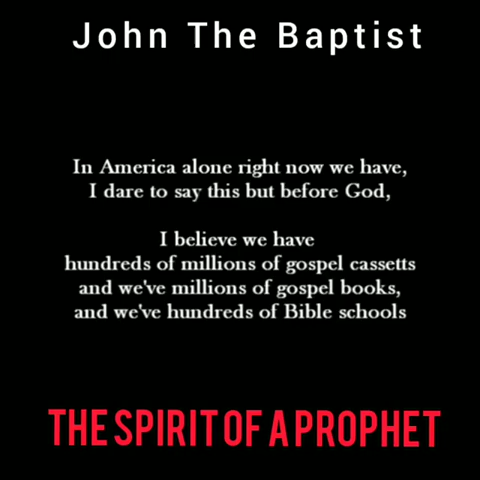 John The Baptist
In America alone right now we have,
I dare to say this but before God,
I believe we have
hundreds of millions of gospel cassetts
and we've millions of gospel books,
and we've hundreds of Bible schools
THE SPIRIT OF A PROPHET